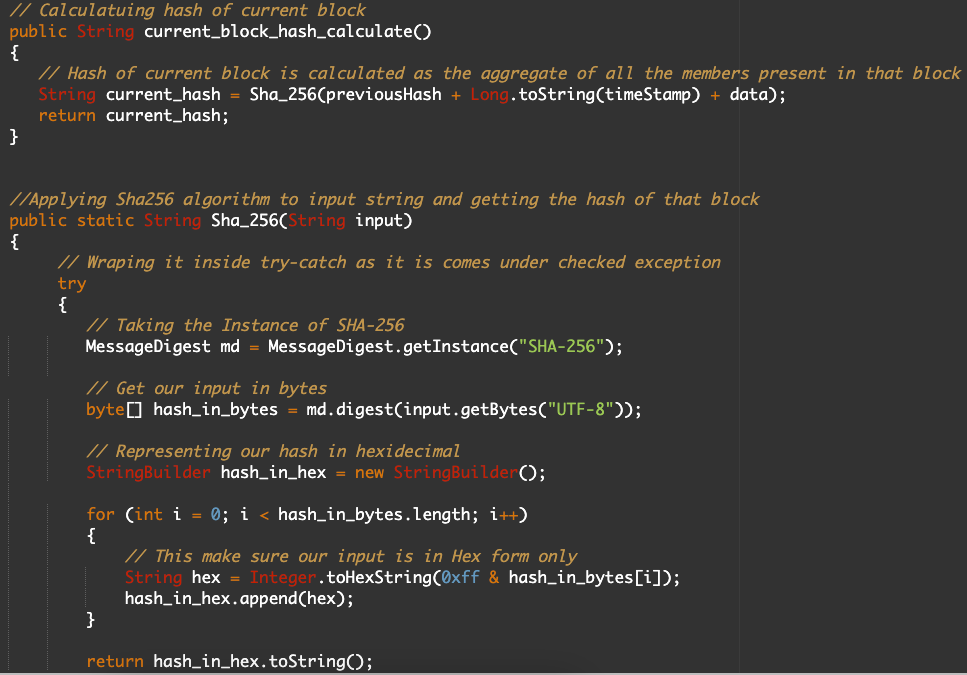 // Calculatuing hash of current block
public String current_block_hash_calculate()
{
// Hash of current block is calculated as the aggregate of all the members present in that block
String current_hash = Sha_256(previousHash + Long.toString(timeStamp) + data);
return current_hash;
}
//Applying Sha256 algorithm to input string and getting the hash of that block
public static String Sha_256(String input)
{
// Wraping it inside try-catch as it is comes under checked exception
try
{
// Taking the Instance of SHA-256
MessageDigest md = MessageDigest.getInstance("SHA-256");
// Get our input in bytes
byte[] hash_in_bytes = md.digest(input.getBytes("UTF-8"));
// Representing our hash in hexidecimal
StringBuilder hash_in_hex = new StringBuilder();
for (int i = 0; i < hash_in_bytes.length; i++)
{
// This make sure our input is in Hex form only
String hex = Integer.toHexString(0xff & hash_in_bytes[i]);
hash_in_hex.append(hex);
}
return hash_in_hex.toString();